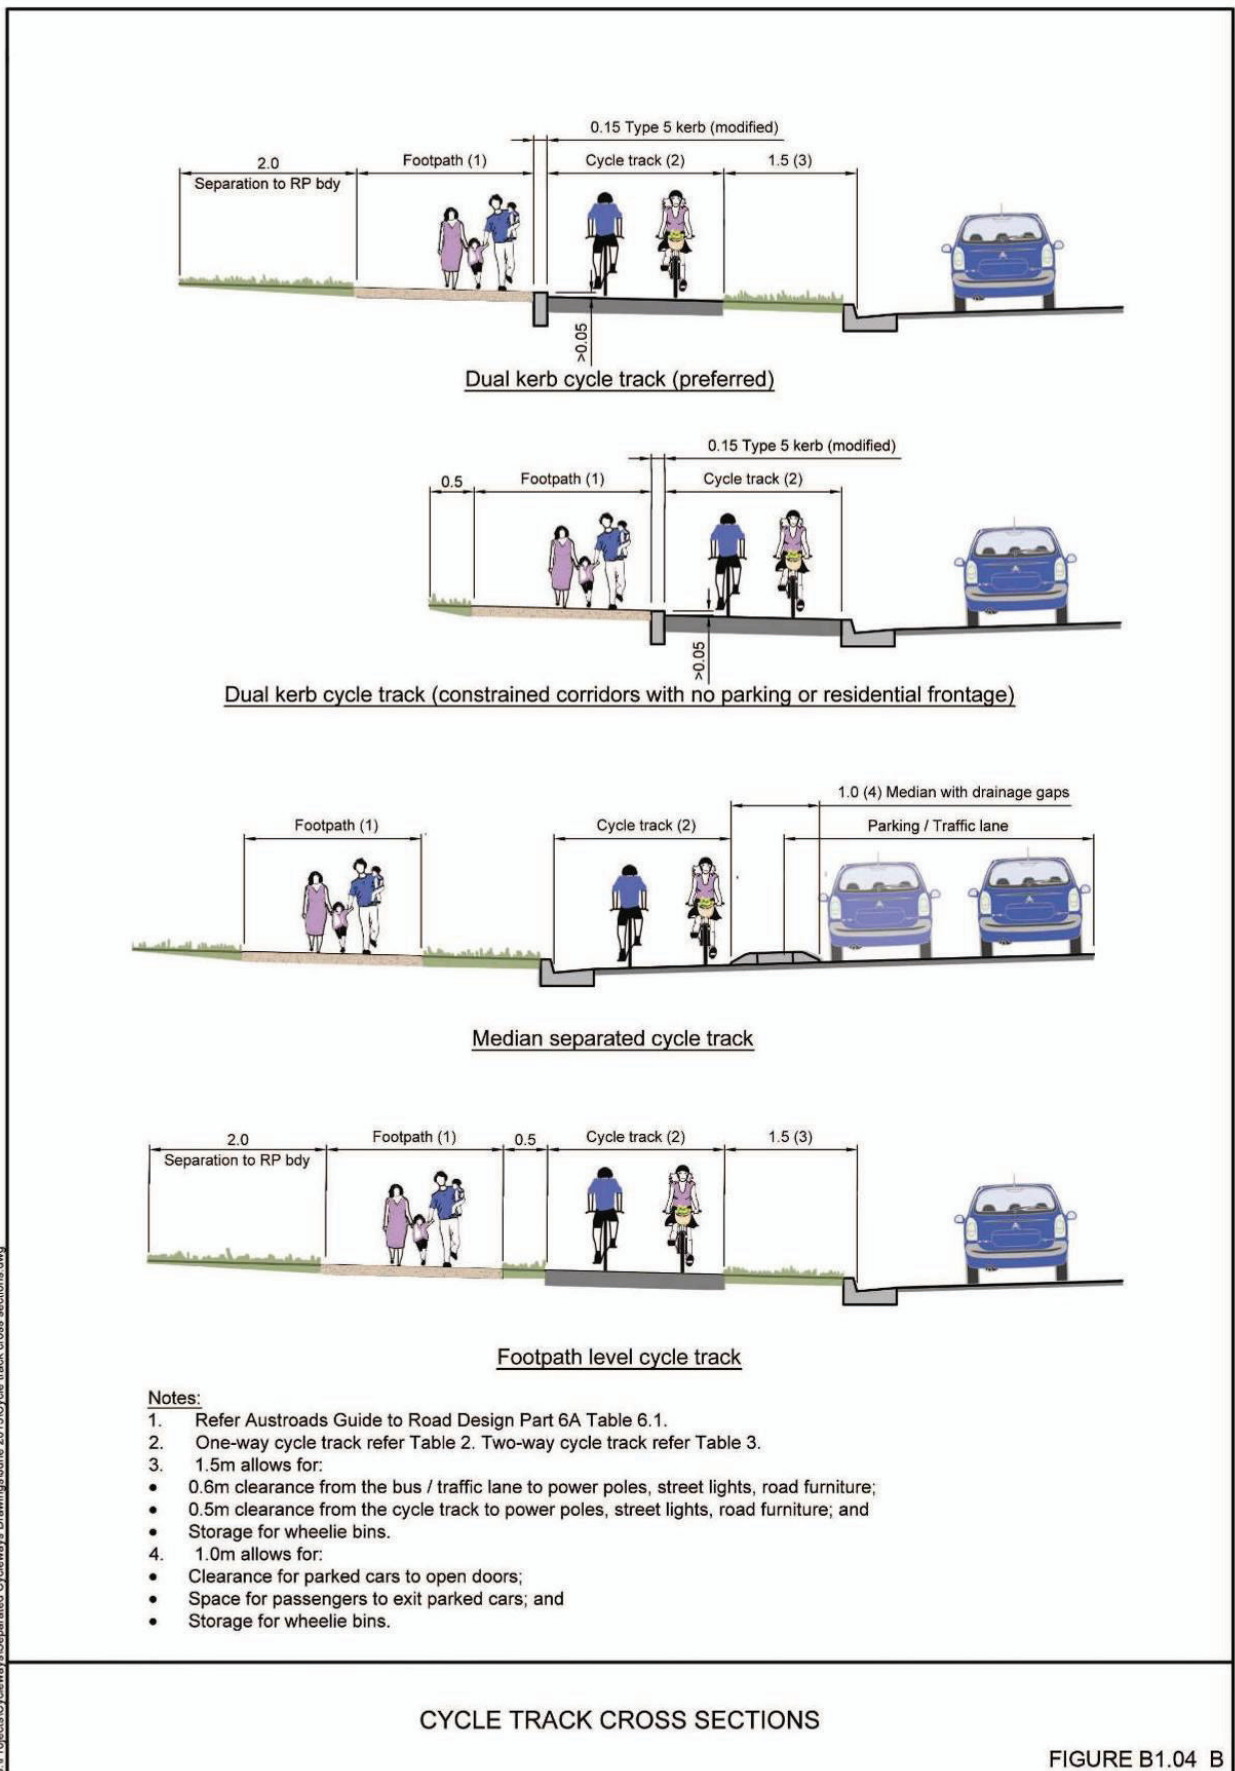 0.15 Type 5 kerb (modified)
2.0
Separation to RP bdy
Footpath (1)
Cycle track (2)
1.5 (3)
>0.05
Dual kerb cycle track (preferred)
0.15 Type 5 kerb (modified)
0.5
Footpath (1)
Cycle track (2)
>0.05
Dual kerb cycle track (constrained corridors with no parking or residential frontage)
1.0 (4) Median with drainage gaps
Footpath (1)
Cycle track (2)
Parking / Traffic lane
Median separated cycle track
2.0
Separation to RP bdy
Footpath (1)
0.5
Cycle track (2)
1.5 (3)
Footpath level cycle track
Notes:
1. Refer Austroads Guide to Road Design Part 6A Table 6.1.
2. One-way cycle track refer Table 2. Two-way cycle track refer Table 3.
3. 1.5m allows for:
• 0.6m clearance from the bus / traffic lane to power poles, street lights, road furniture;
• 0.5m clearance from the cycle track to power poles, street lights, road furniture; and
• Storage for wheelie bins.
4. 1.0m allows for:
• Clearance for parked cars to open doors;
• Space for passengers to exit parked cars; and
• Storage for wheelie bins.
CYCLE TRACK CROSS SECTIONS
FIGURE B1.04 B